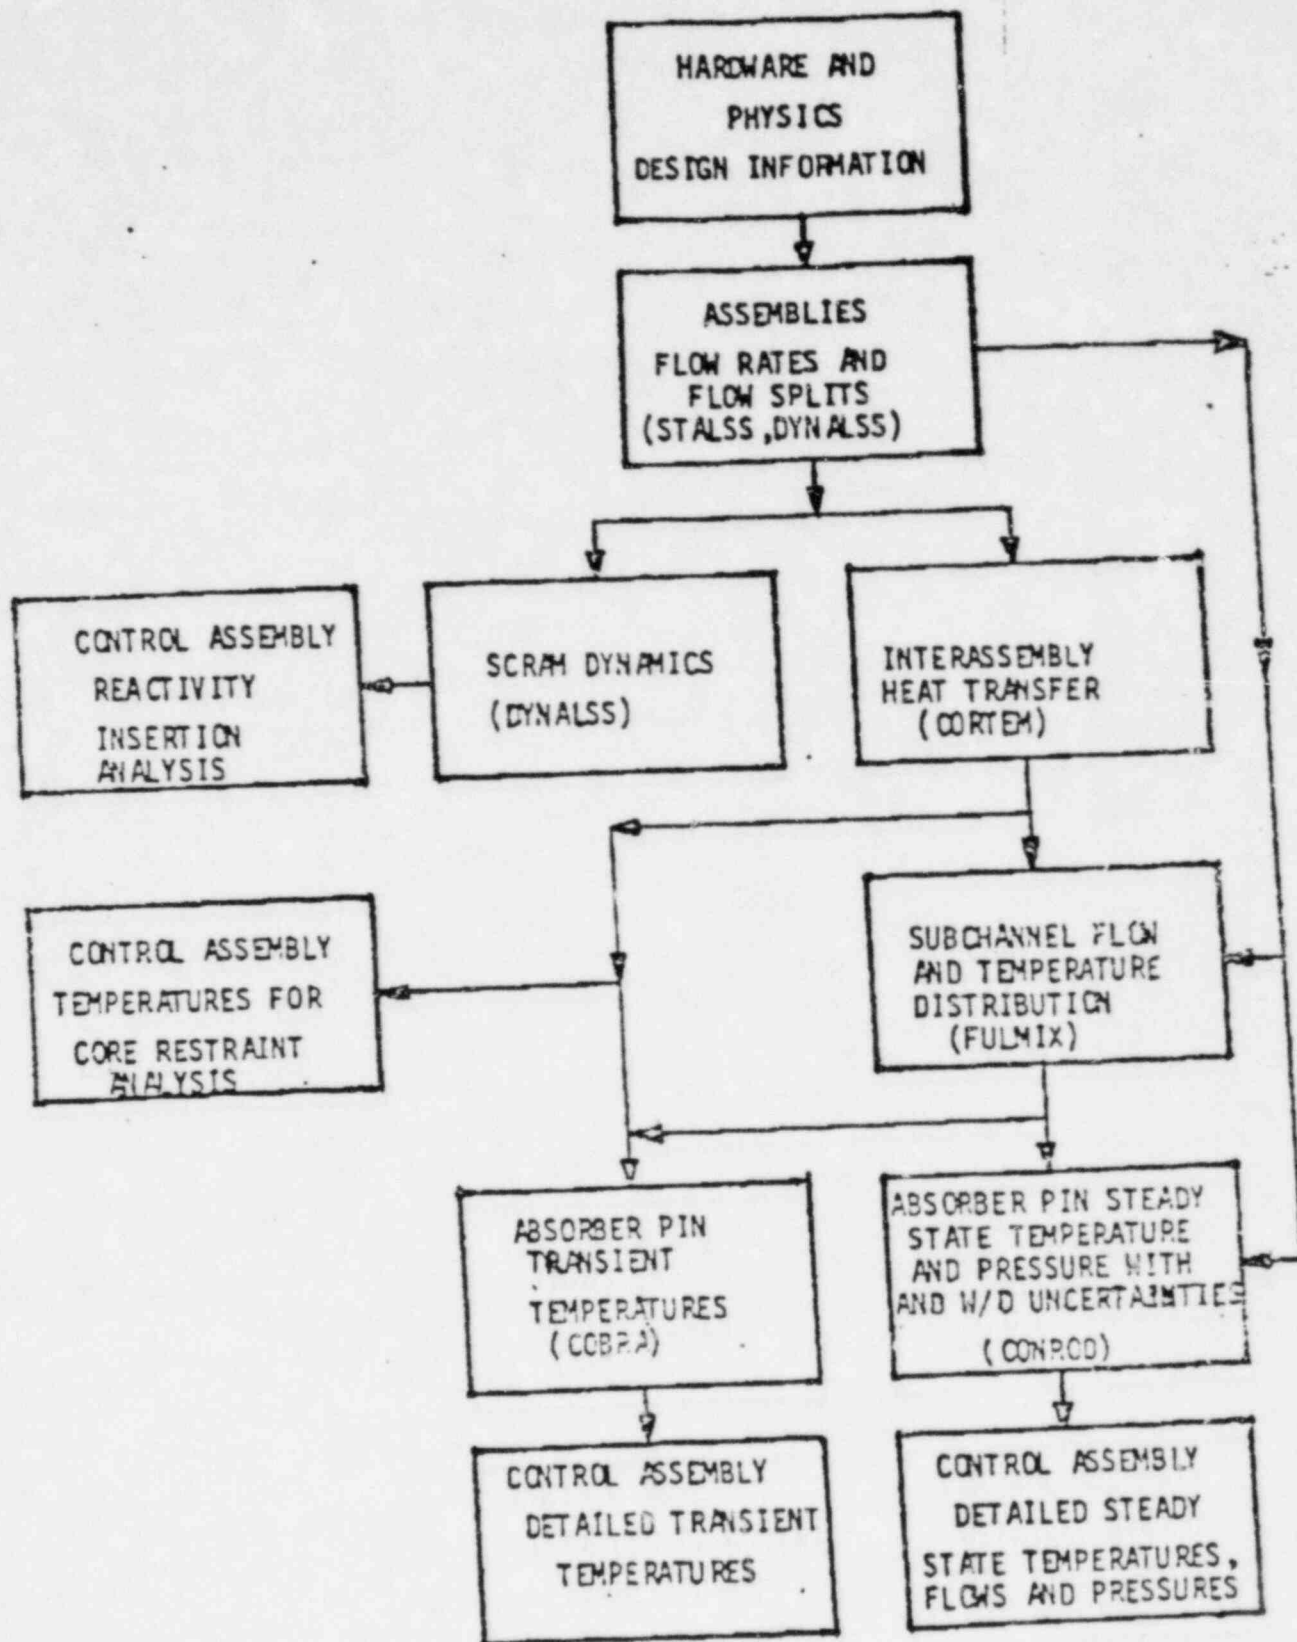 HARDWARE AND
PHYSICS
DESIGN INFORMATION
ASSEMBLIES
FLOW RATES AND
FLOW SPLITS
(STALSS,DYNALSS)
CONTROL ASSEMBLY
REACTIVITY
INSERTION
ANALYSIS
SCRAM DYNAMICS
(DYNALSS)
INTERASSEMBLY
HEAT TRANSFER
(CORTEM)
CONTROL ASSEMBLY
TEMPERATURES FOR
CORE RESTRAINT
ANALYSIS
SUBCHANNEL FLOW
AND TEMPERATURE
DISTRIBUTION
(FULMIX)
ABSORBER PIN
TRANSIENT
TEMPERATURES
(COBRA)
ABSORBER PIN STEADY
STATE TEMPERATURE
AND PRESSURE WITH
AND W/O UNCERTAINTIES
(CONROD)
CONTROL ASSEMBLY
DETAILED TRANSIENT
TEMPERATURES
CONTROL ASSEMBLY
DETAILED STEADY
STATE TEMPERATURES,
FLOWS AND PRESSURES